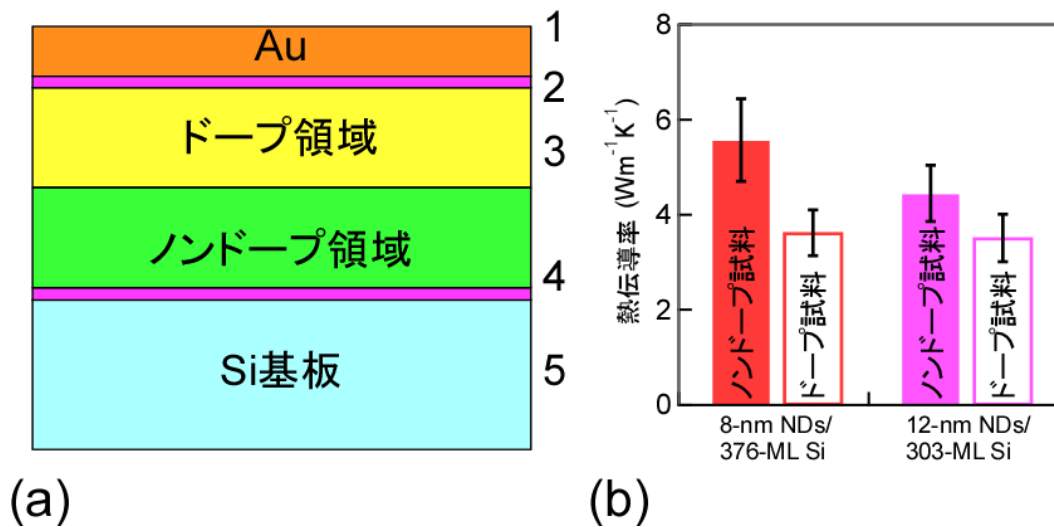 Au
1
2
ドープ領域
3
ノンドープ領域
4
Si基板
5
(a)
熱伝導率 (Wm⁻¹K⁻¹)
8
6
4
2
0
ノンドープ試料
ドープ試料
ノンドープ試料
ドープ試料
8-nm NDs/
376-ML Si
12-nm NDs/
303-ML Si
(b)